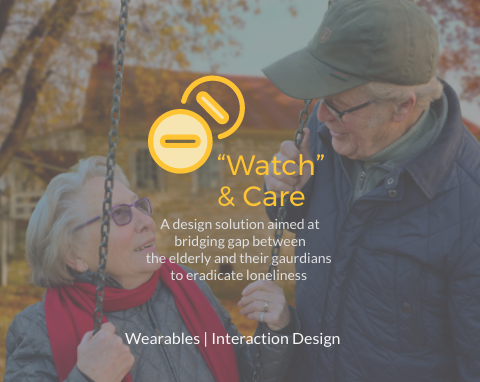 “Watch”
& Care
A design solution aimed at
bridging gap between
the elderly and their gaurdians
to eradicate loneliness
Wearables | Interaction Design